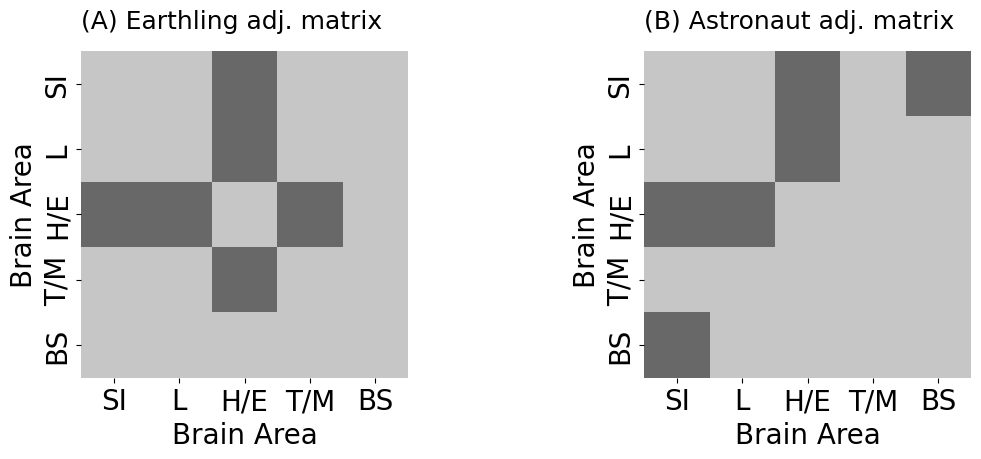 (A) Earthling adj. matrix
SI
L
H/E
T/M
BS
Brain Area
SI L H/E T/M BS
Brain Area
(B) Astronaut adj. matrix
SI
L
H/E
T/M
BS
Brain Area
SI L H/E T/M BS
Brain Area